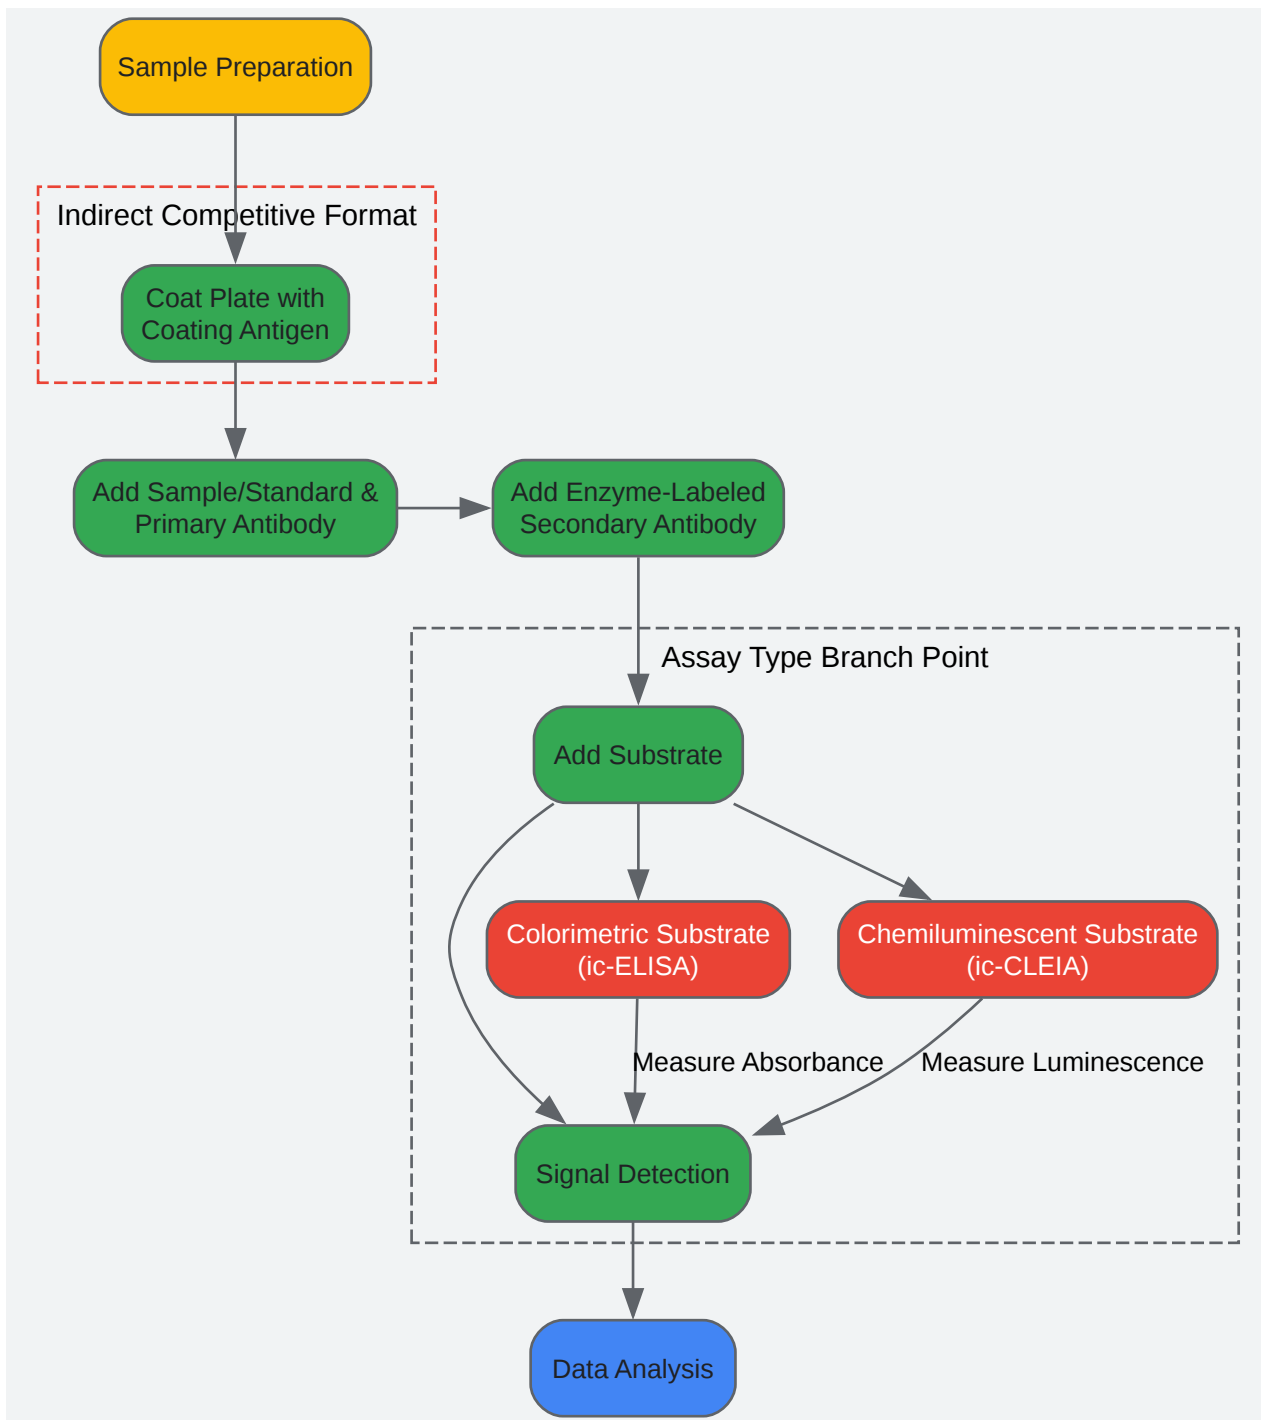 Sample Preparation
Indirect Competitive Format
Coat Plate with
Coating Antigen
Add Sample/Standard &
Primary Antibody
Add Enzyme-Labeled
Secondary Antibody
Assay Type Branch Point
Add Substrate
Colorimetric Substrate
(ic-ELISA)
Chemiluminescent Substrate
(ic-CLEIA)
Measure Absorbance
Measure Luminescence
Signal Detection
Data Analysis